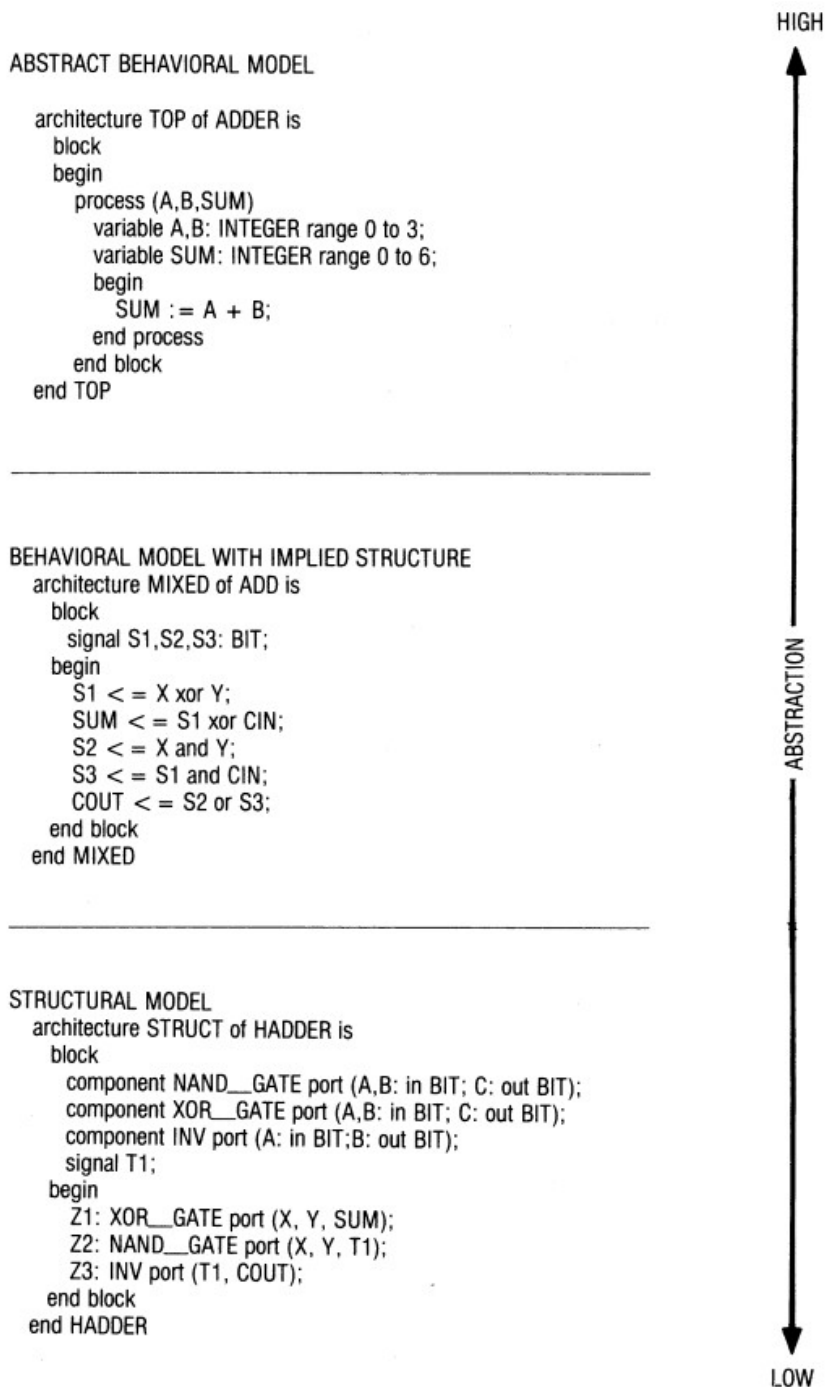 HIGH
ABSTRACT BEHAVIORAL MODEL
architecture TOP of ADDER is
block
begin
process (A,B,SUM)
variable A,B: INTEGER range 0 to 3;
variable SUM: INTEGER range 0 to 6;
begin
SUM := A + B;
end process
end block
end TOP
BEHAVIORAL MODEL WITH IMPLIED STRUCTURE
architecture MIXED of ADD is
block
signal S1,S2,S3: BIT;
begin
S1 < = X xor Y;
SUM < = S1 xor CIN;
S2 < = X and Y;
S3 < = S1 and CIN;
COUT < = S2 or S3;
end block
end MIXED
ABSTRACTION
STRUCTURAL MODEL
architecture STRUCT of HADDER is
block
component NAND__GATE port (A,B: in BIT; C: out BIT);
component XOR__GATE port (A,B: in BIT; C: out BIT);
component INV port (A: in BIT;B: out BIT);
signal T1;
begin
Z1: XOR__GATE port (X, Y, SUM);
Z2: NAND__GATE port (X, Y, T1);
Z3: INV port (T1, COUT);
end block
end HADDER
LOW